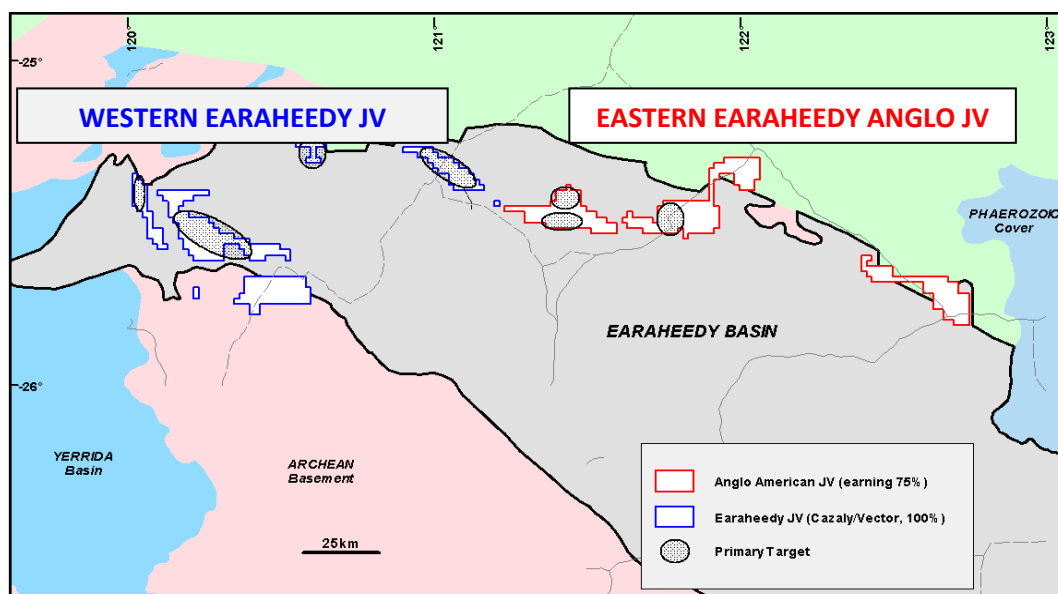 120°
121°
122°
123°
-25°
WESTERN EARAHEEDY JV
EASTERN EARAHEEDY ANGLO JV
PHAEROZOIC
Cover
EARAHEEDY BASIN
-26°
YERRIDA
Basin
ARCHEAN
Basement
25km
Anglo American JV (earning 75%)
Earaheedy JV (Cazaly/Vector, 100%)
Primary Target